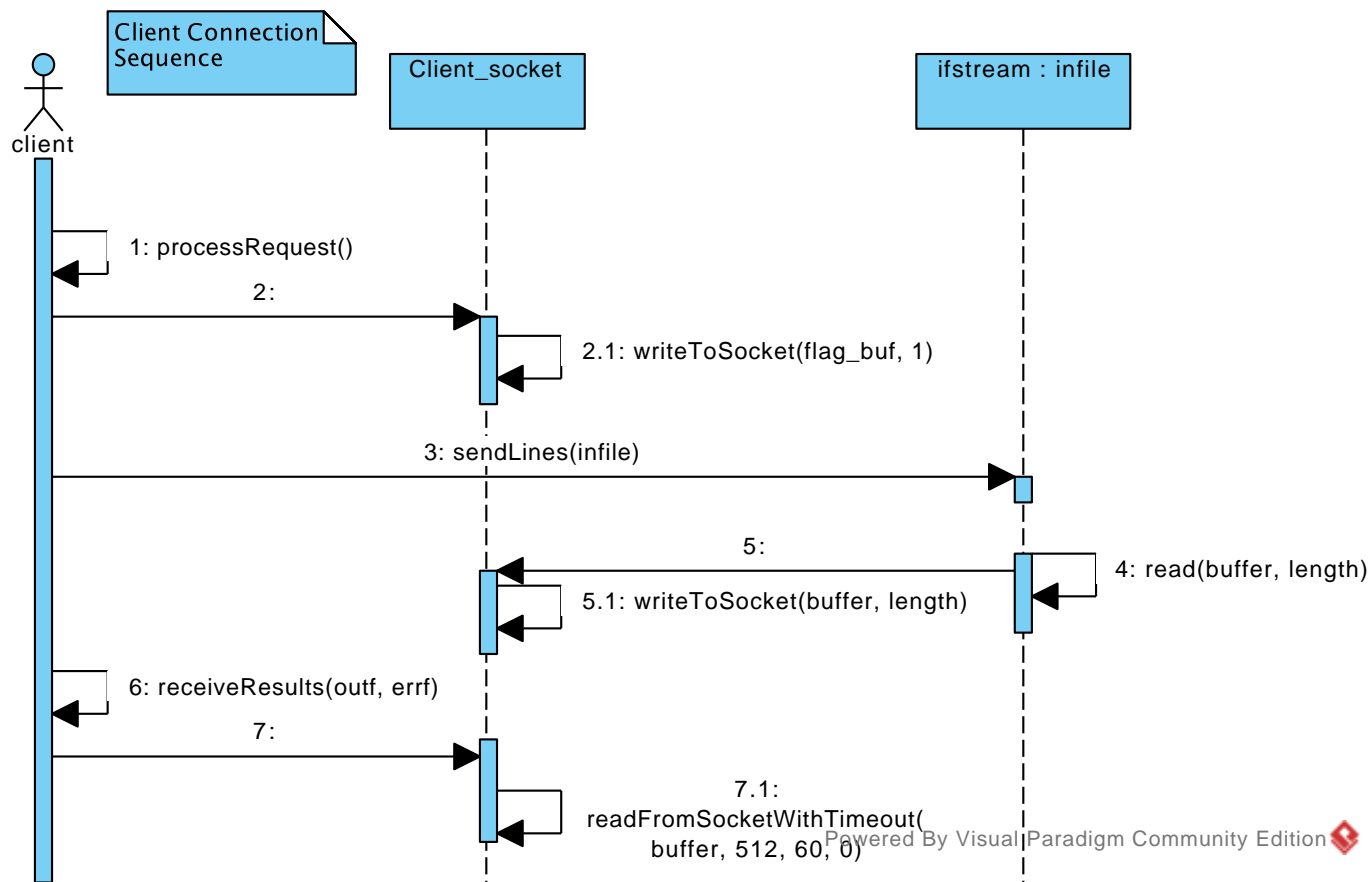 Client Connection
Sequence
Client_socket
ifstream : infile
client
1: processRequest()
2:
2.1: writeToSocket(flag_buf, 1)
3: sendLines(infile)
5:
4: read(buffer, length)
5.1: writeToSocket(buffer, length)
6: receiveResults(outf, errf)
7:
7.1:
readFromSocketWithTimeout(
buffer, 512, 60, 0)
Powered By Visual Paradigm Community Edition